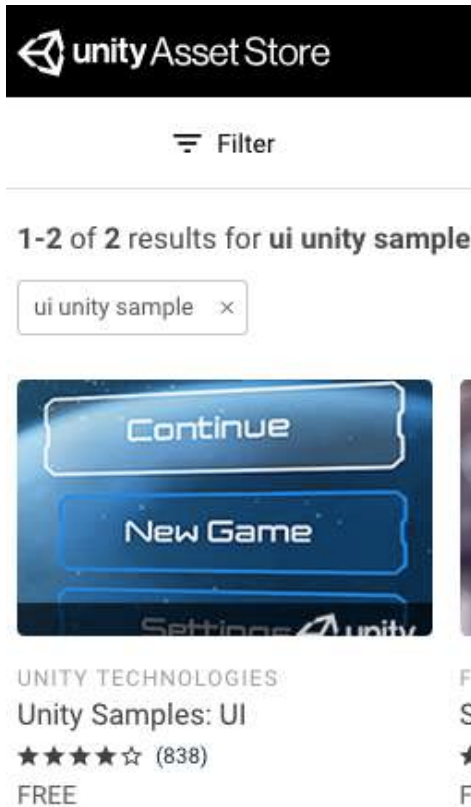 unity Asset Store
Filter
1-2 of 2 results for ui unity sample
ui unity sample ×
Continue
New Game
Settings
unity
UNITY TECHNOLOGIES
Unity Samples: UI
★★★★☆ (838)
FREE